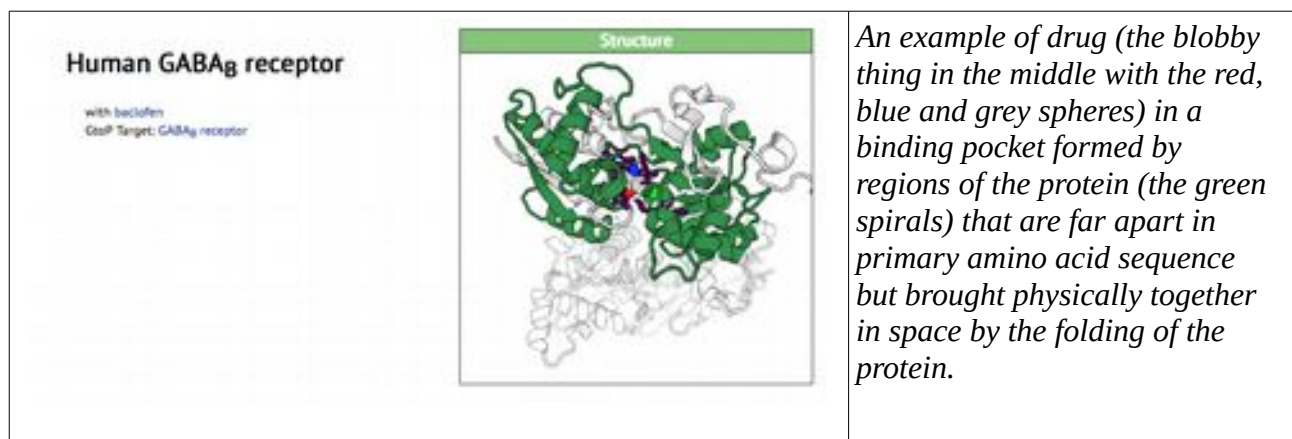 Human GABAB receptor
with baclofen
GtoP Target: GABAB receptor
Structure
An example of drug (the blobby
thing in the middle with the red,
blue and grey spheres) in a
binding pocket formed by
regions of the protein (the green
spirals) that are far apart in
primary amino acid sequence
but brought physically together
in space by the folding of the
protein.